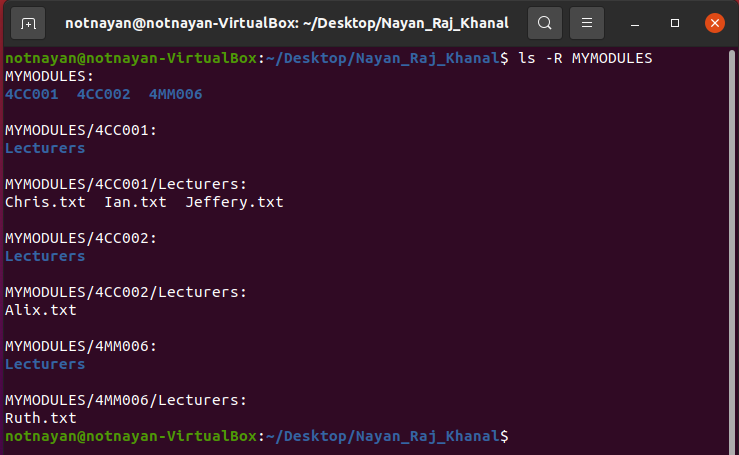 notnayan@notnayan-VirtualBox: ~/Desktop/Nayan_Raj_Khanal
notnayan@notnayan-VirtualBox:~/Desktop/Nayan_Raj_Khanal$ ls -R MYMODULES
MYMODULES:
4CC001  4CC002  4MM006
MYMODULES/4CC001:
Lecturers
MYMODULES/4CC001/Lecturers:
Chris.txt  Ian.txt  Jeffery.txt
MYMODULES/4CC002:
Lecturers
MYMODULES/4CC002/Lecturers:
Alix.txt
MYMODULES/4MM006:
Lecturers
MYMODULES/4MM006/Lecturers:
Ruth.txt
notnayan@notnayan-VirtualBox:~/Desktop/Nayan_Raj_Khanal$